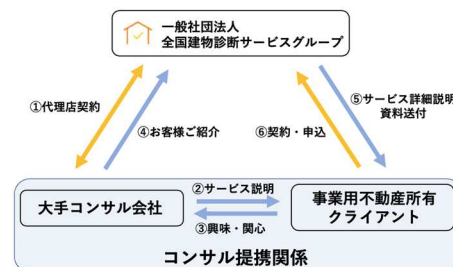 一般社団法人
全国建物診断サービスグループ
①代理店契約
④お客様ご紹介
⑥契約・申込
⑤サービス詳細説明
資料送付
大手コンサル会社
②サービス説明
③興味・関心
事業用不動産所有
クライアント
コンサル提携関係